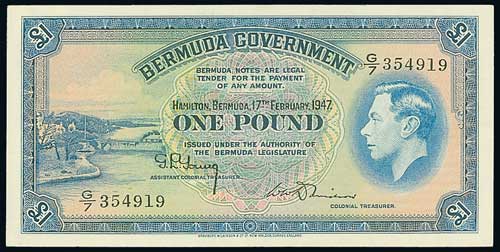 £1
£1
BERMUDA GOVERNMENT
BERMUDA NOTES ARE LEGAL
TENDER FOR THE PAYMENT
OF ANY AMOUNT.
G/7 354919
HAMILTON, BERMUDA, 17TH FEBRUARY, 1947.
ONE POUND
ISSUED UNDER THE AUTHORITY OF
THE BERMUDA LEGISLATURE
ASSISTANT COLONIAL TREASURER.
COLONIAL TREASURER.
G/7 354919
£1
£1